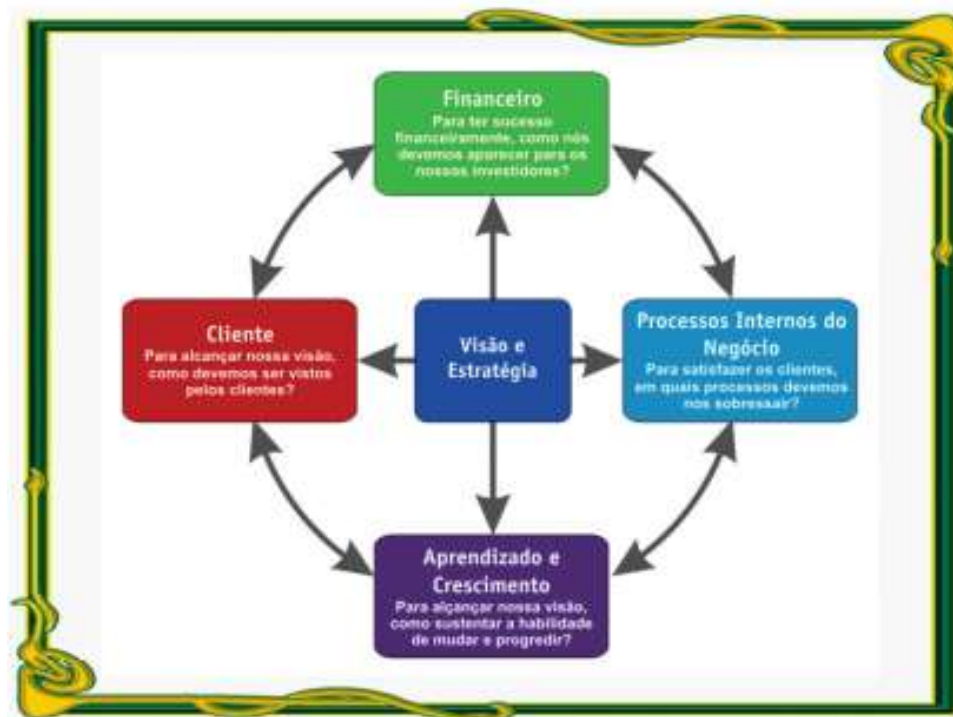 Financeiro
Para ter sucesso
financeiramente, como nós
devemos aparecer para os
nossos investidores?
Cliente
Para alcançar nossa visão,
como devemos ser vistos
pelos clientes?
Visão e
Estratégia
Processos Internos do
Negócio
Para satisfazer os clientes,
em quais processos devemos
nos sobressair?
Aprendizado e
Crescimento
Para alçançar nossa visão,
como sustentar a habilidade
de mudar e progredir?